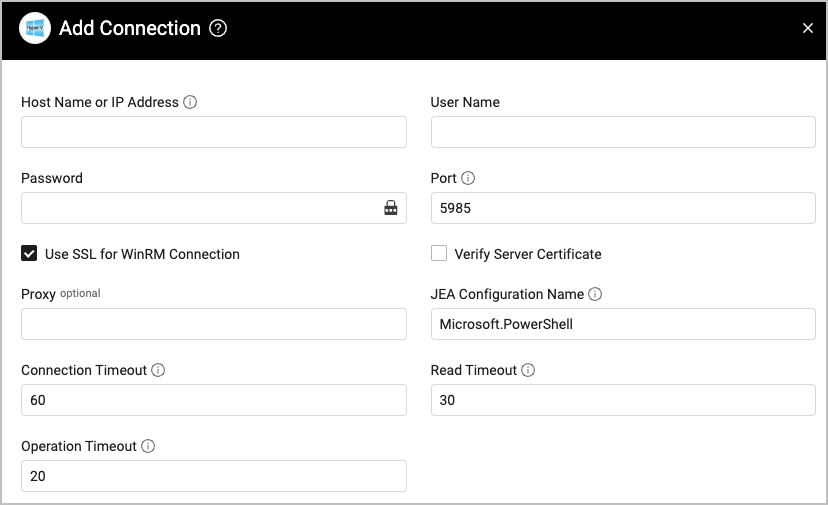 Hyper-V
Add Connection
Host Name or IP Address
User Name
Password
Port
5985
Use SSL for WinRM Connection
Verify Server Certificate
Proxy optional
JEA Configuration Name
Microsoft.PowerShell
Connection Timeout
60
Read Timeout
30
Operation Timeout
20